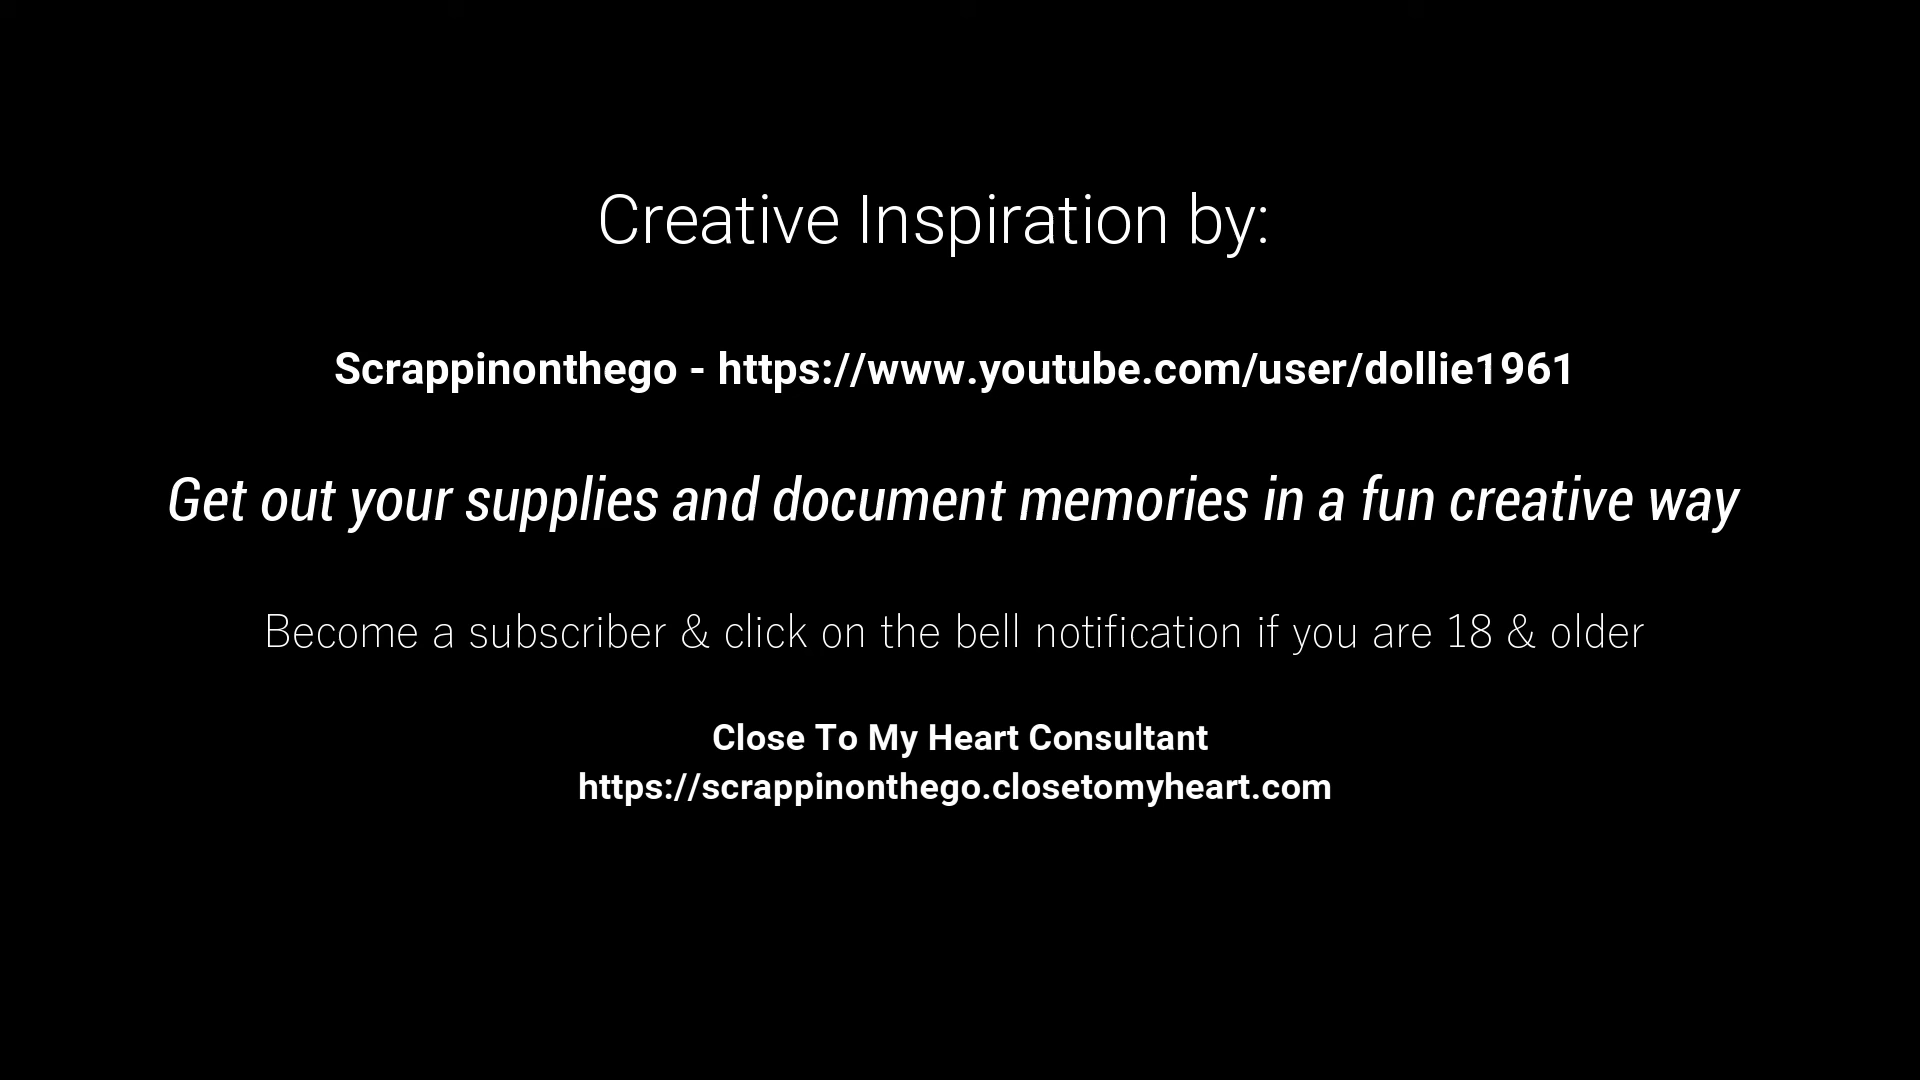 Creative Inspiration by:
Scrappinonthego - https://www.youtube.com/user/dollie1961
Get out your supplies and document memories in a fun creative way
Become a subscriber & click on the bell notification if you are 18 & older
Close To My Heart Consultant
https://scrappinonthego.closetomyheart.com